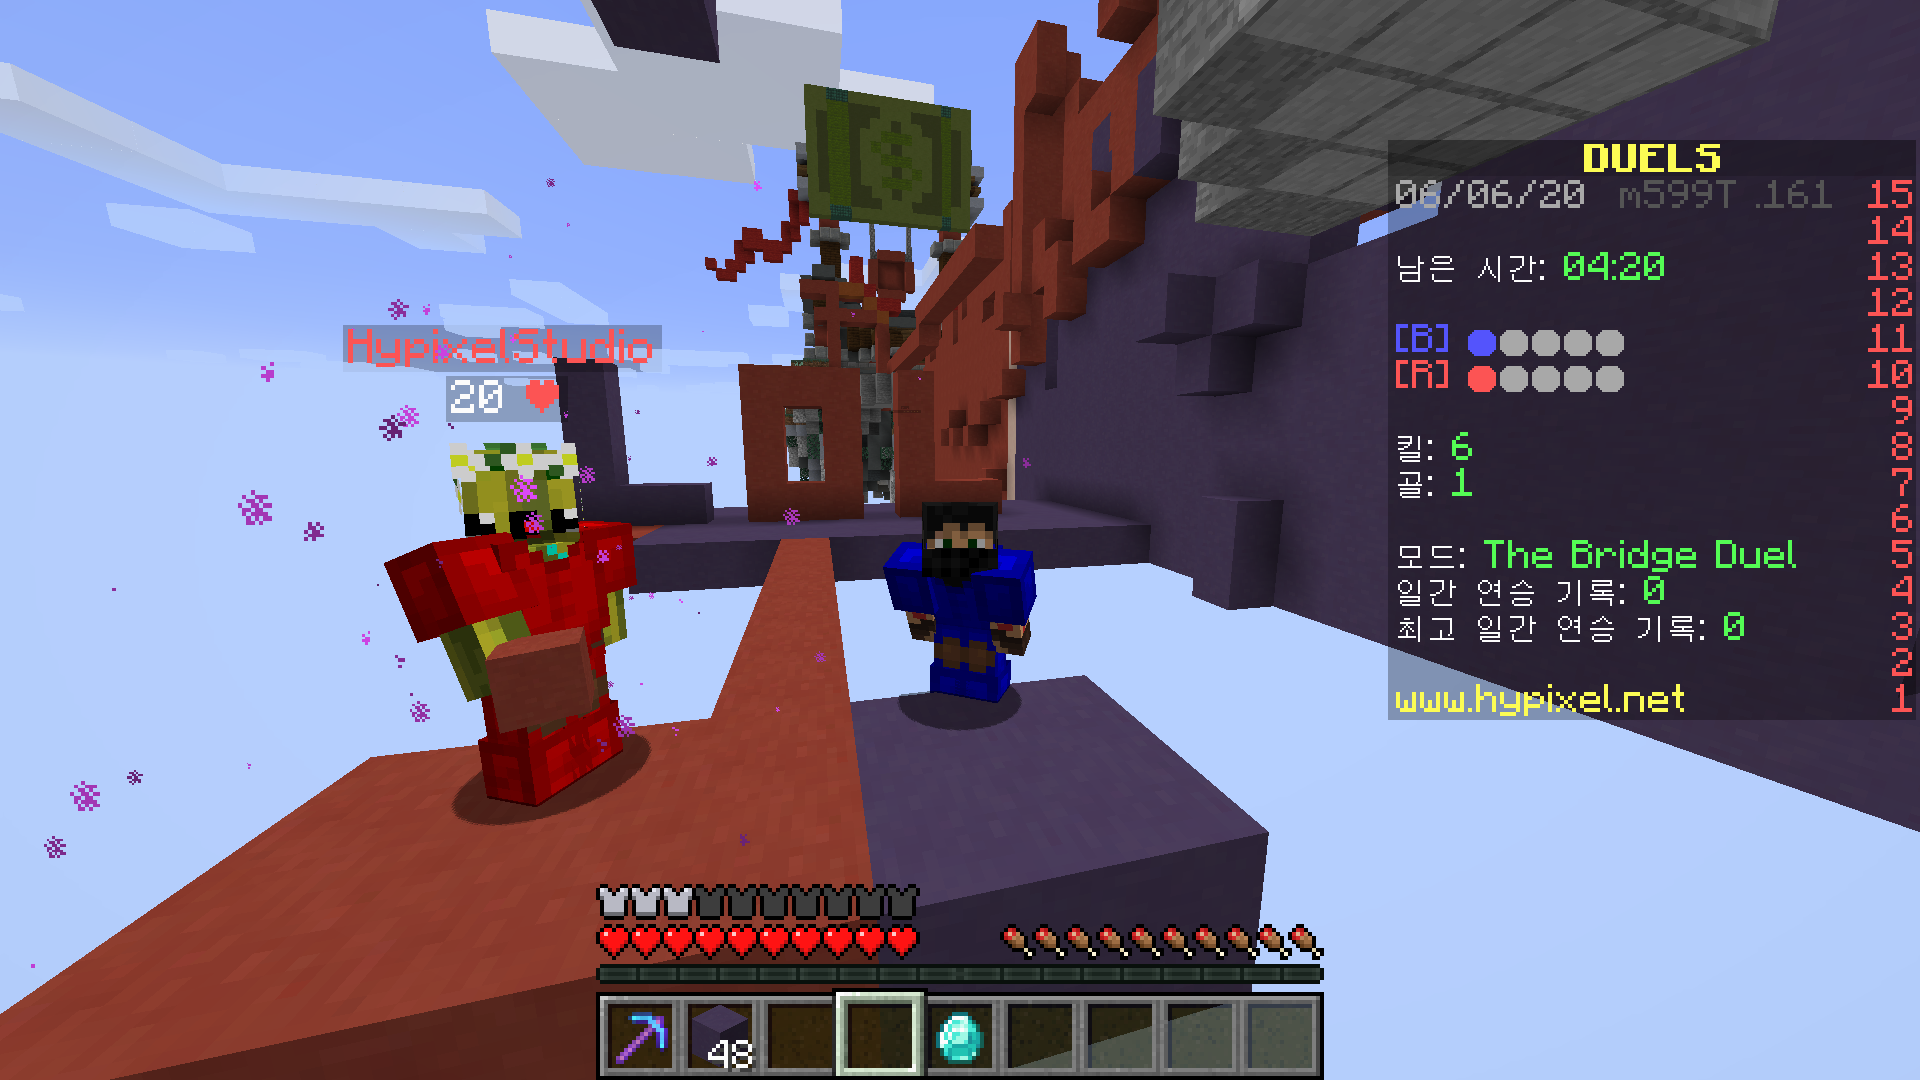 DUELS
06/06/20 m599T .161 15
14
남은 시간: 04:20 13
12
[B] 11
[R] 10
9
킬: 6 8
골: 1 7
6
모드: The Bridge Duel 5
일간 연승 기록: 0 4
최고 일간 연승 기록: 0 3
2
www.hypixel.net 1
HypixelStudio
20
48